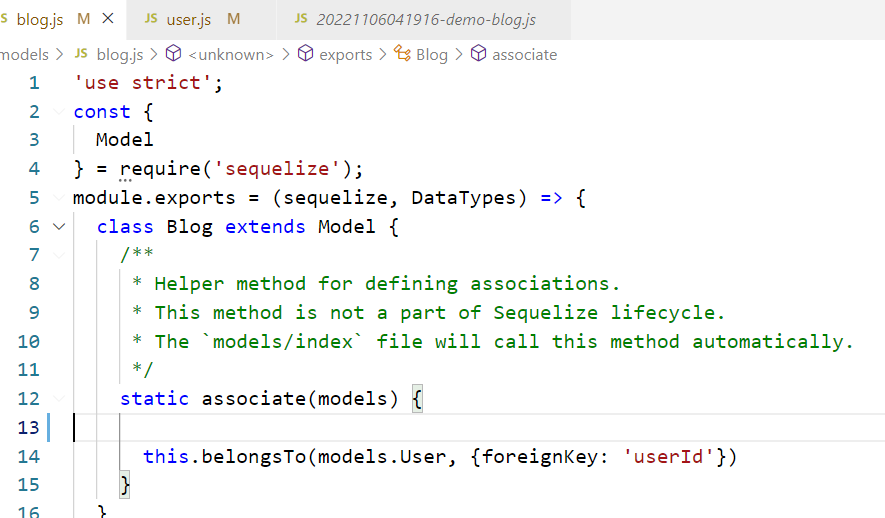 JS blog.js M × JS user.js M JS 20221106041916-demo-blog.js
models > JS blog.js > <unknown> > exports > Blog > associate
1 'use strict';
2 const {
3 Model
4 } = require('sequelize');
5 module.exports = (sequelize, DataTypes) => {
6 class Blog extends Model {
7 /**
8 * Helper method for defining associations.
9 * This method is not a part of Sequelize lifecycle.
10 * The `models/index` file will call this method automatically.
11 */
12 static associate(models) {
13
14 this.belongsTo(models.User, {foreignKey: 'userId'})
15 }
16 }